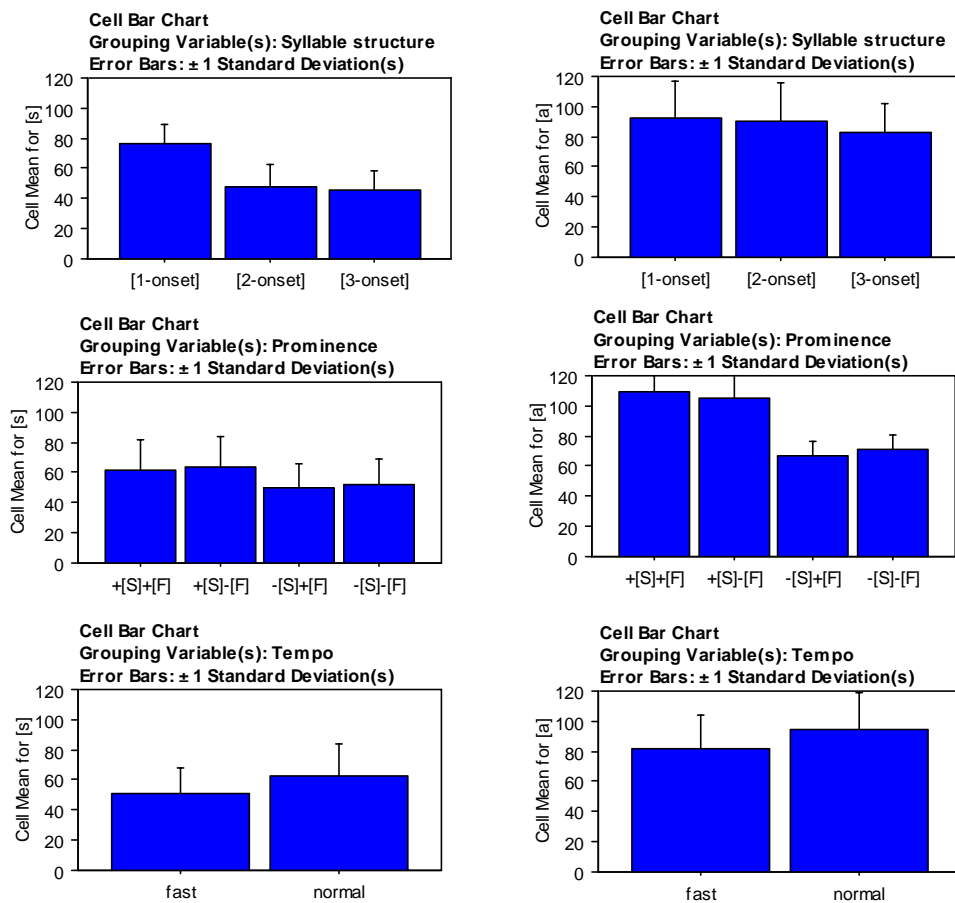 Cell Bar Chart
Grouping Variable(s): Syllable structure
Error Bars: ± 1 Standard Deviation(s)
120
100
80
60
40
20
0
Cell Mean for [s]
[1-onset] [2-onset] [3-onset]
Cell Bar Chart
Grouping Variable(s): Syllable structure
Error Bars: ± 1 Standard Deviation(s)
120
100
80
60
40
20
0
Cell Mean for [a]
[1-onset] [2-onset] [3-onset]
Cell Bar Chart
Grouping Variable(s): Prominence
Error Bars: ± 1 Standard Deviation(s)
120
100
80
60
40
20
0
Cell Mean for [s]
+[S]+[F] +[S]-[F] -[S]+[F] -[S]-[F]
Cell Bar Chart
Grouping Variable(s): Prominence
Error Bars: ± 1 Standard Deviation(s)
120
100
80
60
40
20
0
Cell Mean for [a]
+[S]+[F] +[S]-[F] -[S]+[F] -[S]-[F]
Cell Bar Chart
Grouping Variable(s): Tempo
Error Bars: ± 1 Standard Deviation(s)
120
100
80
60
40
20
0
Cell Mean for [s]
fast normal
Cell Bar Chart
Grouping Variable(s): Tempo
Error Bars: ± 1 Standard Deviation(s)
120
100
80
60
40
20
0
Cell Mean for [a]
fast normal